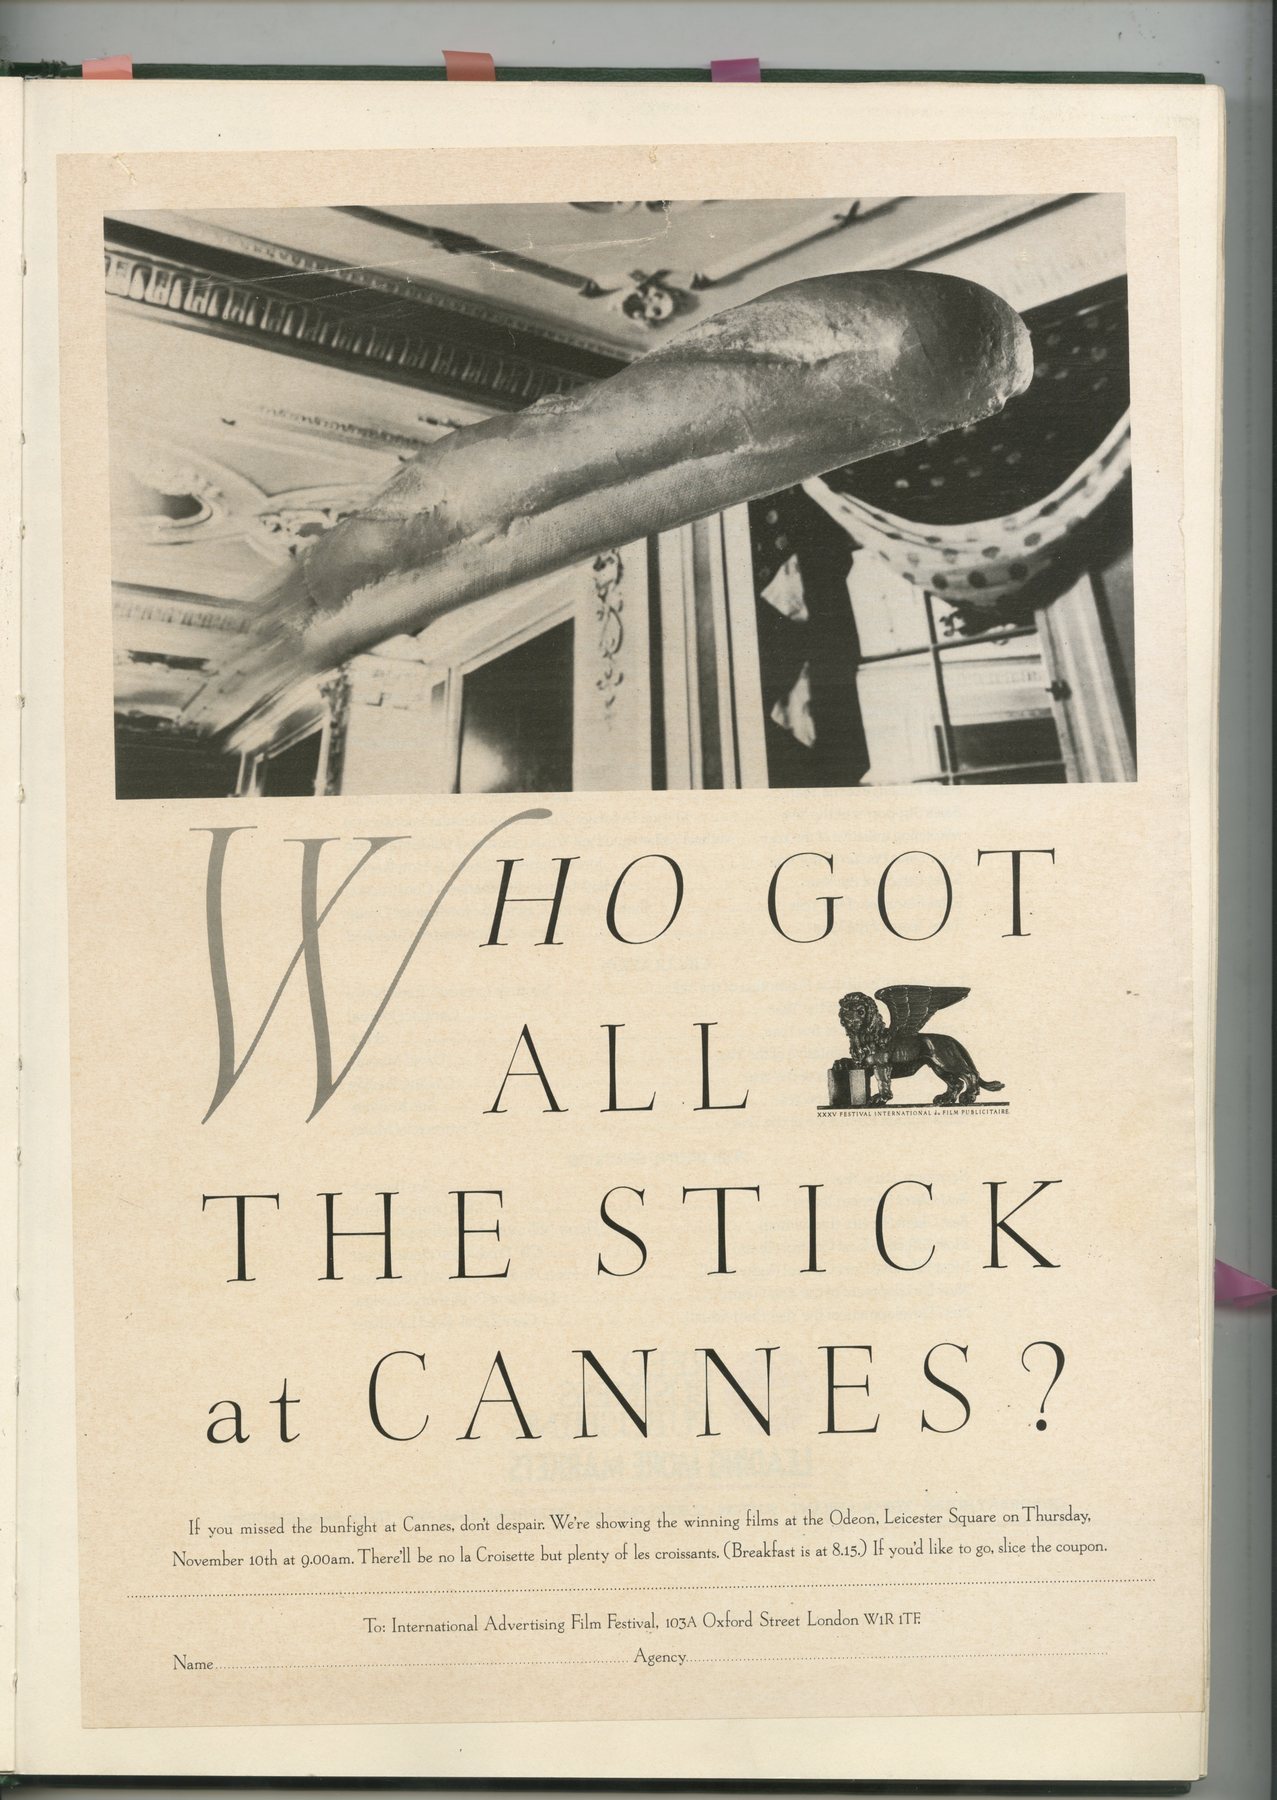 WHO GOT
ALL
XXXV FESTIVAL INTERNATIONAL du FILM PUBLICITAIRE
THE STICK
at CANNES?
If you missed the bunfight at Cannes, don't despair. We're showing the winning films at the Odeon, Leicester Square on Thursday,
November 10th at 9.00am. There'll be no la Croisette but plenty of les croissants. (Breakfast is at 8.15.) If you'd like to go, slice the coupon.
To: International Advertising Film Festival, 103A Oxford Street London W1R 1TF.
Name Agency